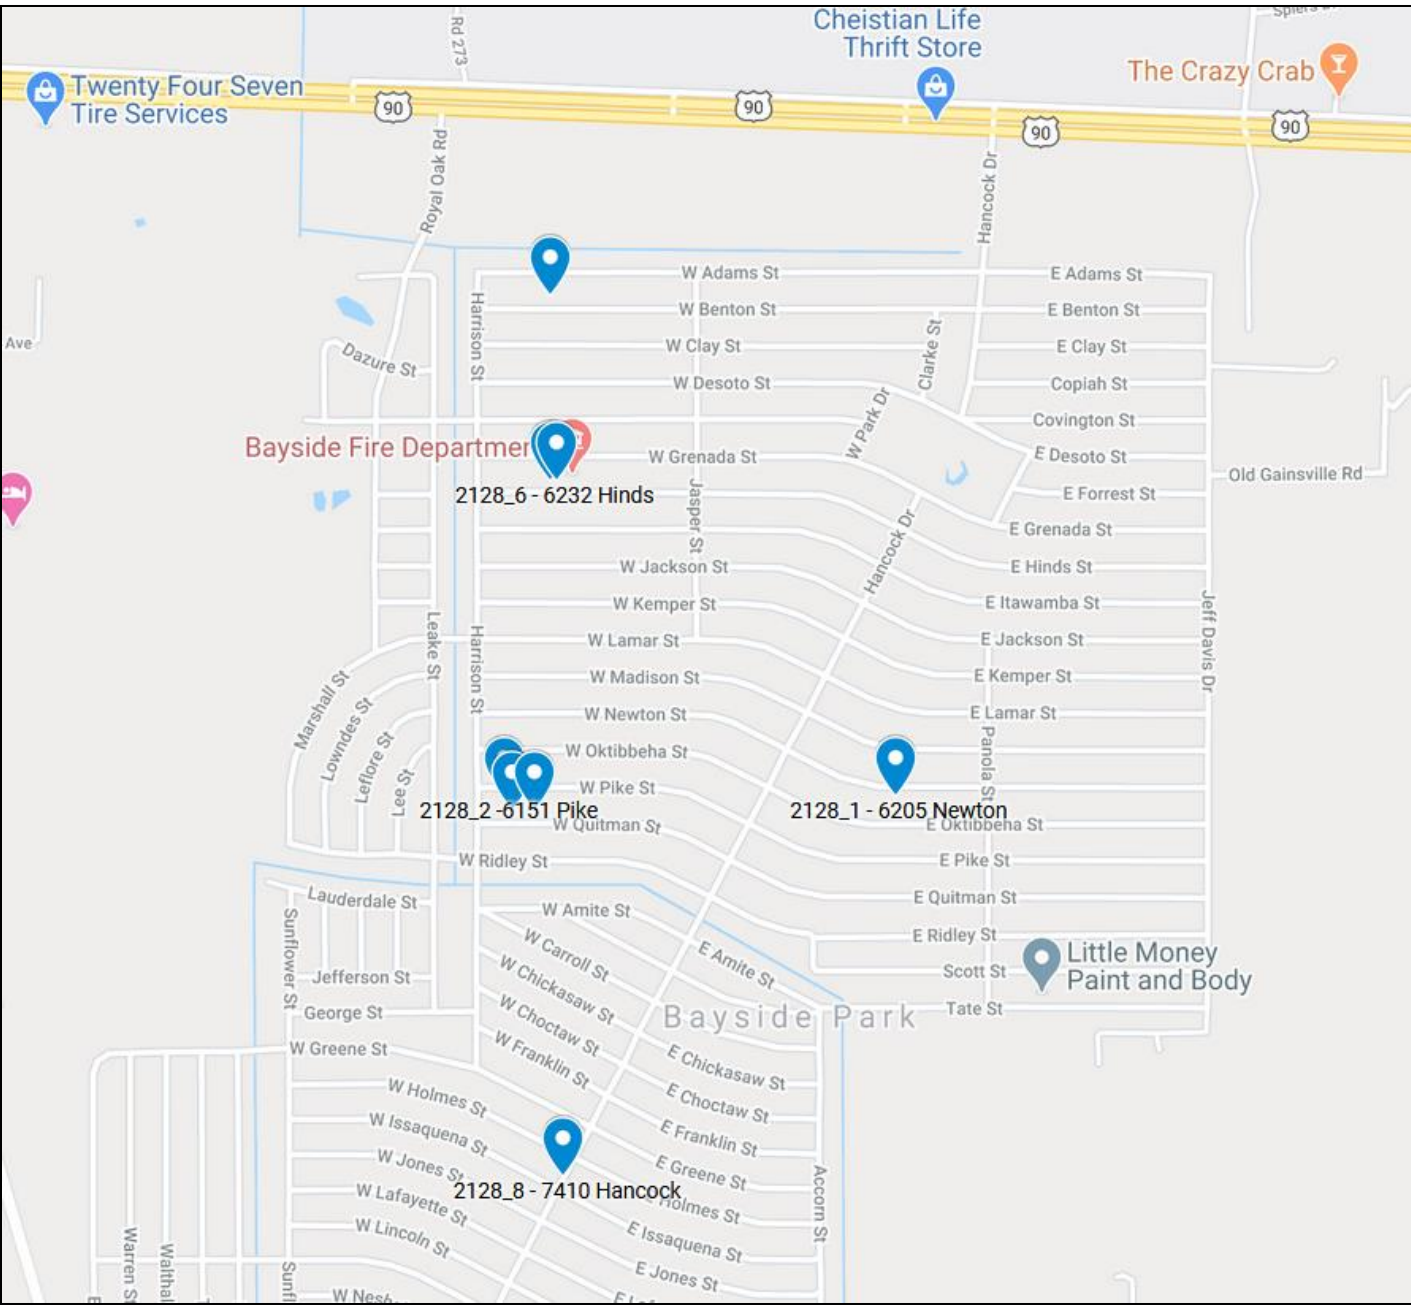 Cheistian Life
Thrift Store
Rd 273
The Crazy Crab
Twenty Four Seven
Tire Services
90
90
90
90
Royal Oak Rd
Hancock Dr
W Adams St
E Adams St
W Benton St
E Benton St
Harrison St
Ave
Dazure St
W Clay St
Clarke St
E Clay St
W Desoto St
Copiah St
W Park Dr
Covington St
Bayside Fire Departmen
W Grenada St
E Desoto St
Old Gainsville Rd
2128_6 - 6232 Hinds
Jasper St
E Forrest St
Hancock Dr
E Grenada St
W Jackson St
E Hinds St
W Kemper St
E Itawamba St
Leake St
Harrison St
W Lamar St
E Jackson St
Jeff Davis Dr
Marshall St
W Madison St
E Kemper St
Lowndes St
W Newton St
E Lamar St
Leflore St
W Oktibbeha St
Panola St
Lee St
W Pike St
2128_2 -6151 Pike
2128_1 - 6205 Newton
W Quitman St
E Oktibbeha St
W Ridley St
E Pike St
Lauderdale St
W Amite St
E Quitman St
Sunflower St
W Carroll St
E Amite St
E Ridley St
Little Money
Paint and Body
Jefferson St
W Chickasaw St
Scott St
George St
W Choctaw St
Bayside Park
Tate St
W Greene St
W Franklin St
E Chickasaw St
W Holmes St
E Choctaw St
W Issaquena St
E Franklin St
W Jones St
E Greene St
2128_8 - 7410 Hancock
Accorn St
W Lafayette St
E Holmes St
W Lincoln St
E Issaquena St
Warren St
Walthal
Sunfl
E Jones St
W Nesh